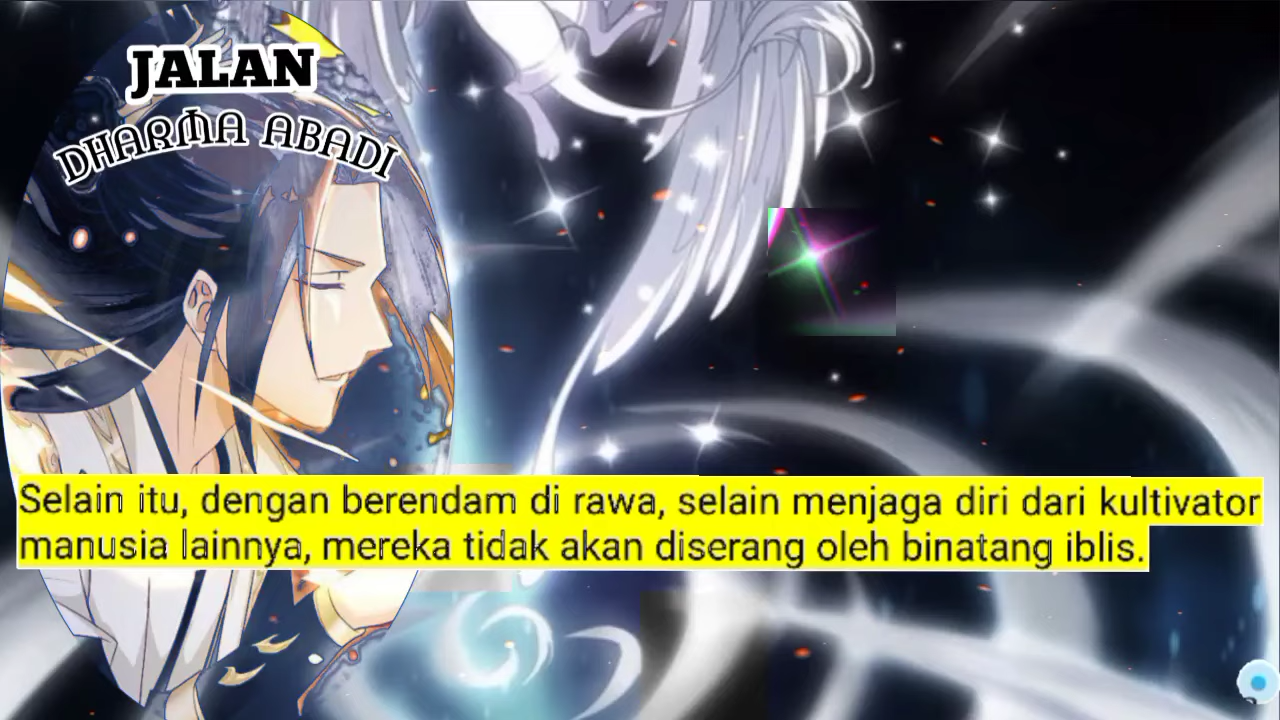 JALAN
DHARMA ABADI
Selain itu, dengan berendam di rawa, selain menjaga diri dari kultivator
manusia lainnya, mereka tidak akan diserang oleh binatang iblis.